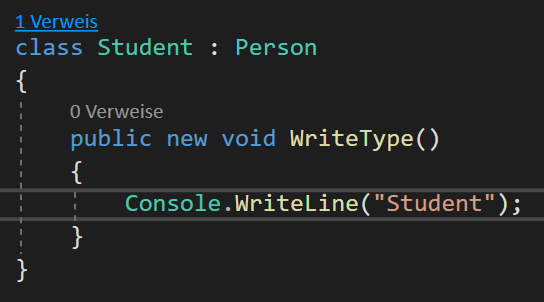 1 Verweis
class Student : Person
{
0 Verweise
public new void WriteType()
{
Console.WriteLine("Student");
}
}